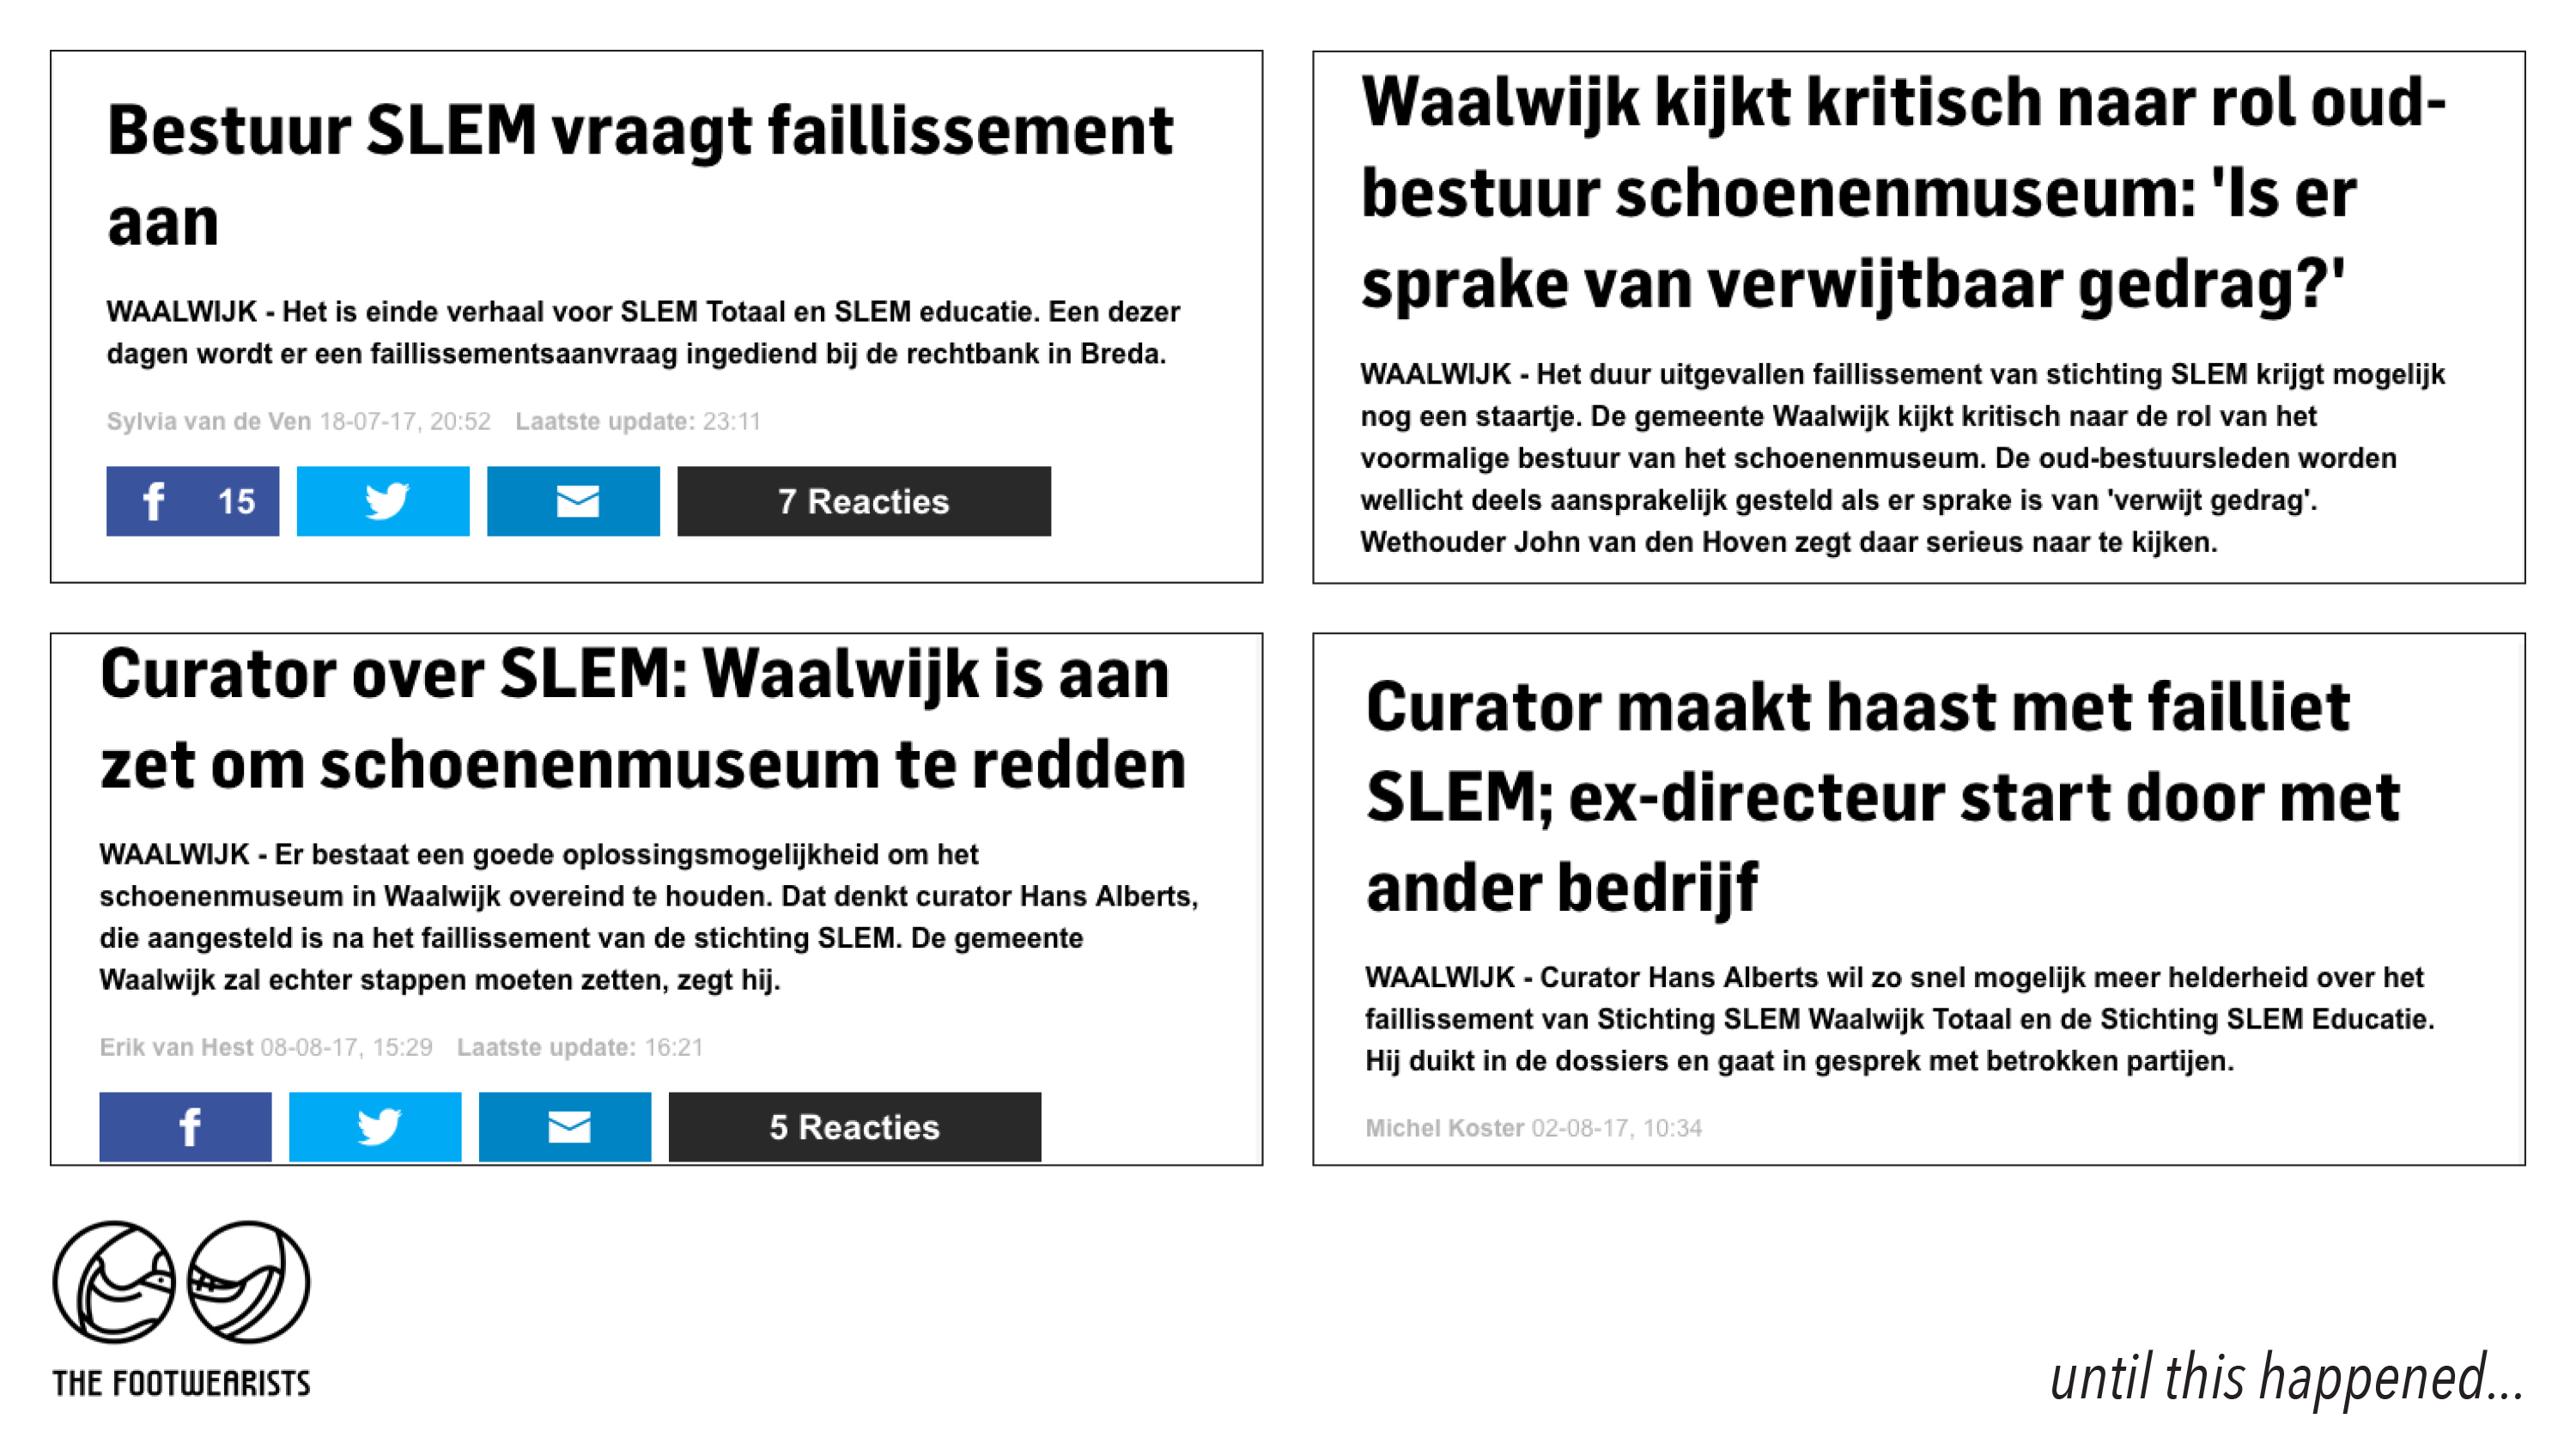 Bestuur SLEM vraagt faillissement
aan
WAALWIJK - Het is einde verhaal voor SLEM Totaal en SLEM educatie. Een dezer
dagen wordt er een faillissementsaanvraag ingediend bij de rechtbank in Breda.
Sylvia van de Ven 18-07-17, 20:52 Laatste update: 23:11
f 15 7 Reacties
Waalwijk kijkt kritisch naar rol oud-
bestuur schoenenmuseum: 'Is er
sprake van verwijtbaar gedrag?'
WAALWIJK - Het duur uitgevallen faillissement van stichting SLEM krijgt mogelijk
nog een staartje. De gemeente Waalwijk kijkt kritisch naar de rol van het
voormalige bestuur van het schoenenmuseum. De oud-bestuursleden worden
wellicht deels aansprakelijk gesteld als er sprake is van 'verwijt gedrag'.
Wethouder John van den Hoven zegt daar serieus naar te kijken.
Curator over SLEM: Waalwijk is aan
zet om schoenenmuseum te redden
WAALWIJK - Er bestaat een goede oplossingsmogelijkheid om het
schoenenmuseum in Waalwijk overeind te houden. Dat denkt curator Hans Alberts,
die aangesteld is na het faillissement van de stichting SLEM. De gemeente
Waalwijk zal echter stappen moeten zetten, zegt hij.
Erik van Hest 08-08-17, 15:29 Laatste update: 16:21
f 5 Reacties
Curator maakt haast met failliet
SLEM; ex-directeur start door met
ander bedrijf
WAALWIJK - Curator Hans Alberts wil zo snel mogelijk meer helderheid over het
faillissement van Stichting SLEM Waalwijk Totaal en de Stichting SLEM Educatie.
Hij duikt in de dossiers en gaat in gesprek met betrokken partijen.
Michel Koster 02-08-17, 10:34
THE FOOTWEARISTS
until this happened...